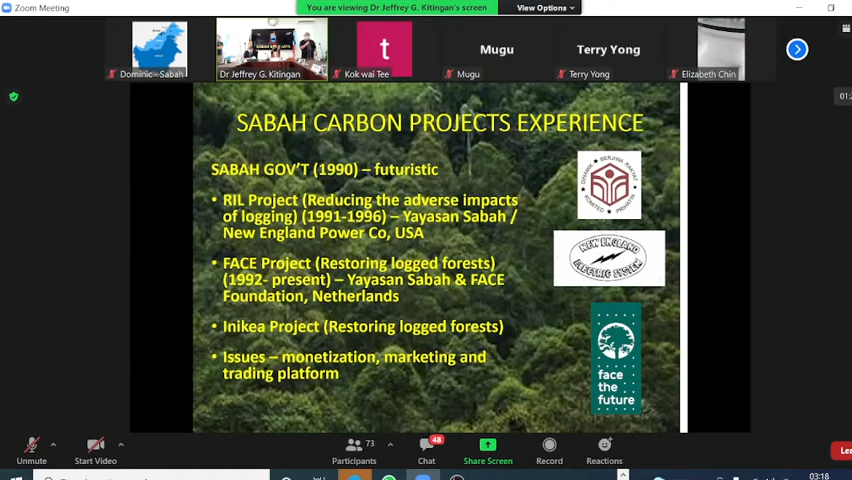 Zoom Meeting
You are viewing Dr Jeffrey G. Kitingan's screen
View Options
Dominic - Sabah
Dr Jeffrey G. Kitingan
t
Kok wai Tee
Mugu
Mugu
Terry Yong
Terry Yong
Elizabeth Chin
SABAH CARBON PROJECTS EXPERIENCE
SABAH GOV'T (1990) – futuristic
• RIL Project (Reducing the adverse impacts
of logging) (1991-1996) – Yayasan Sabah /
New England Power Co, USA
• FACE Project (Restoring logged forests)
(1992- present) – Yayasan Sabah & FACE
Foundation, Netherlands
• Inikea Project (Restoring logged forests)
• Issues – monetization, marketing and
trading platform
DINAMIK BERJIWA RAKYAT
KOMITED PRIHATIN
NEW ENGLAND
ELECTRIC SYSTEM
face
the
future
Unmute
Start Video
73
Participants
48
Chat
Share Screen
Record
Reactions
03:18